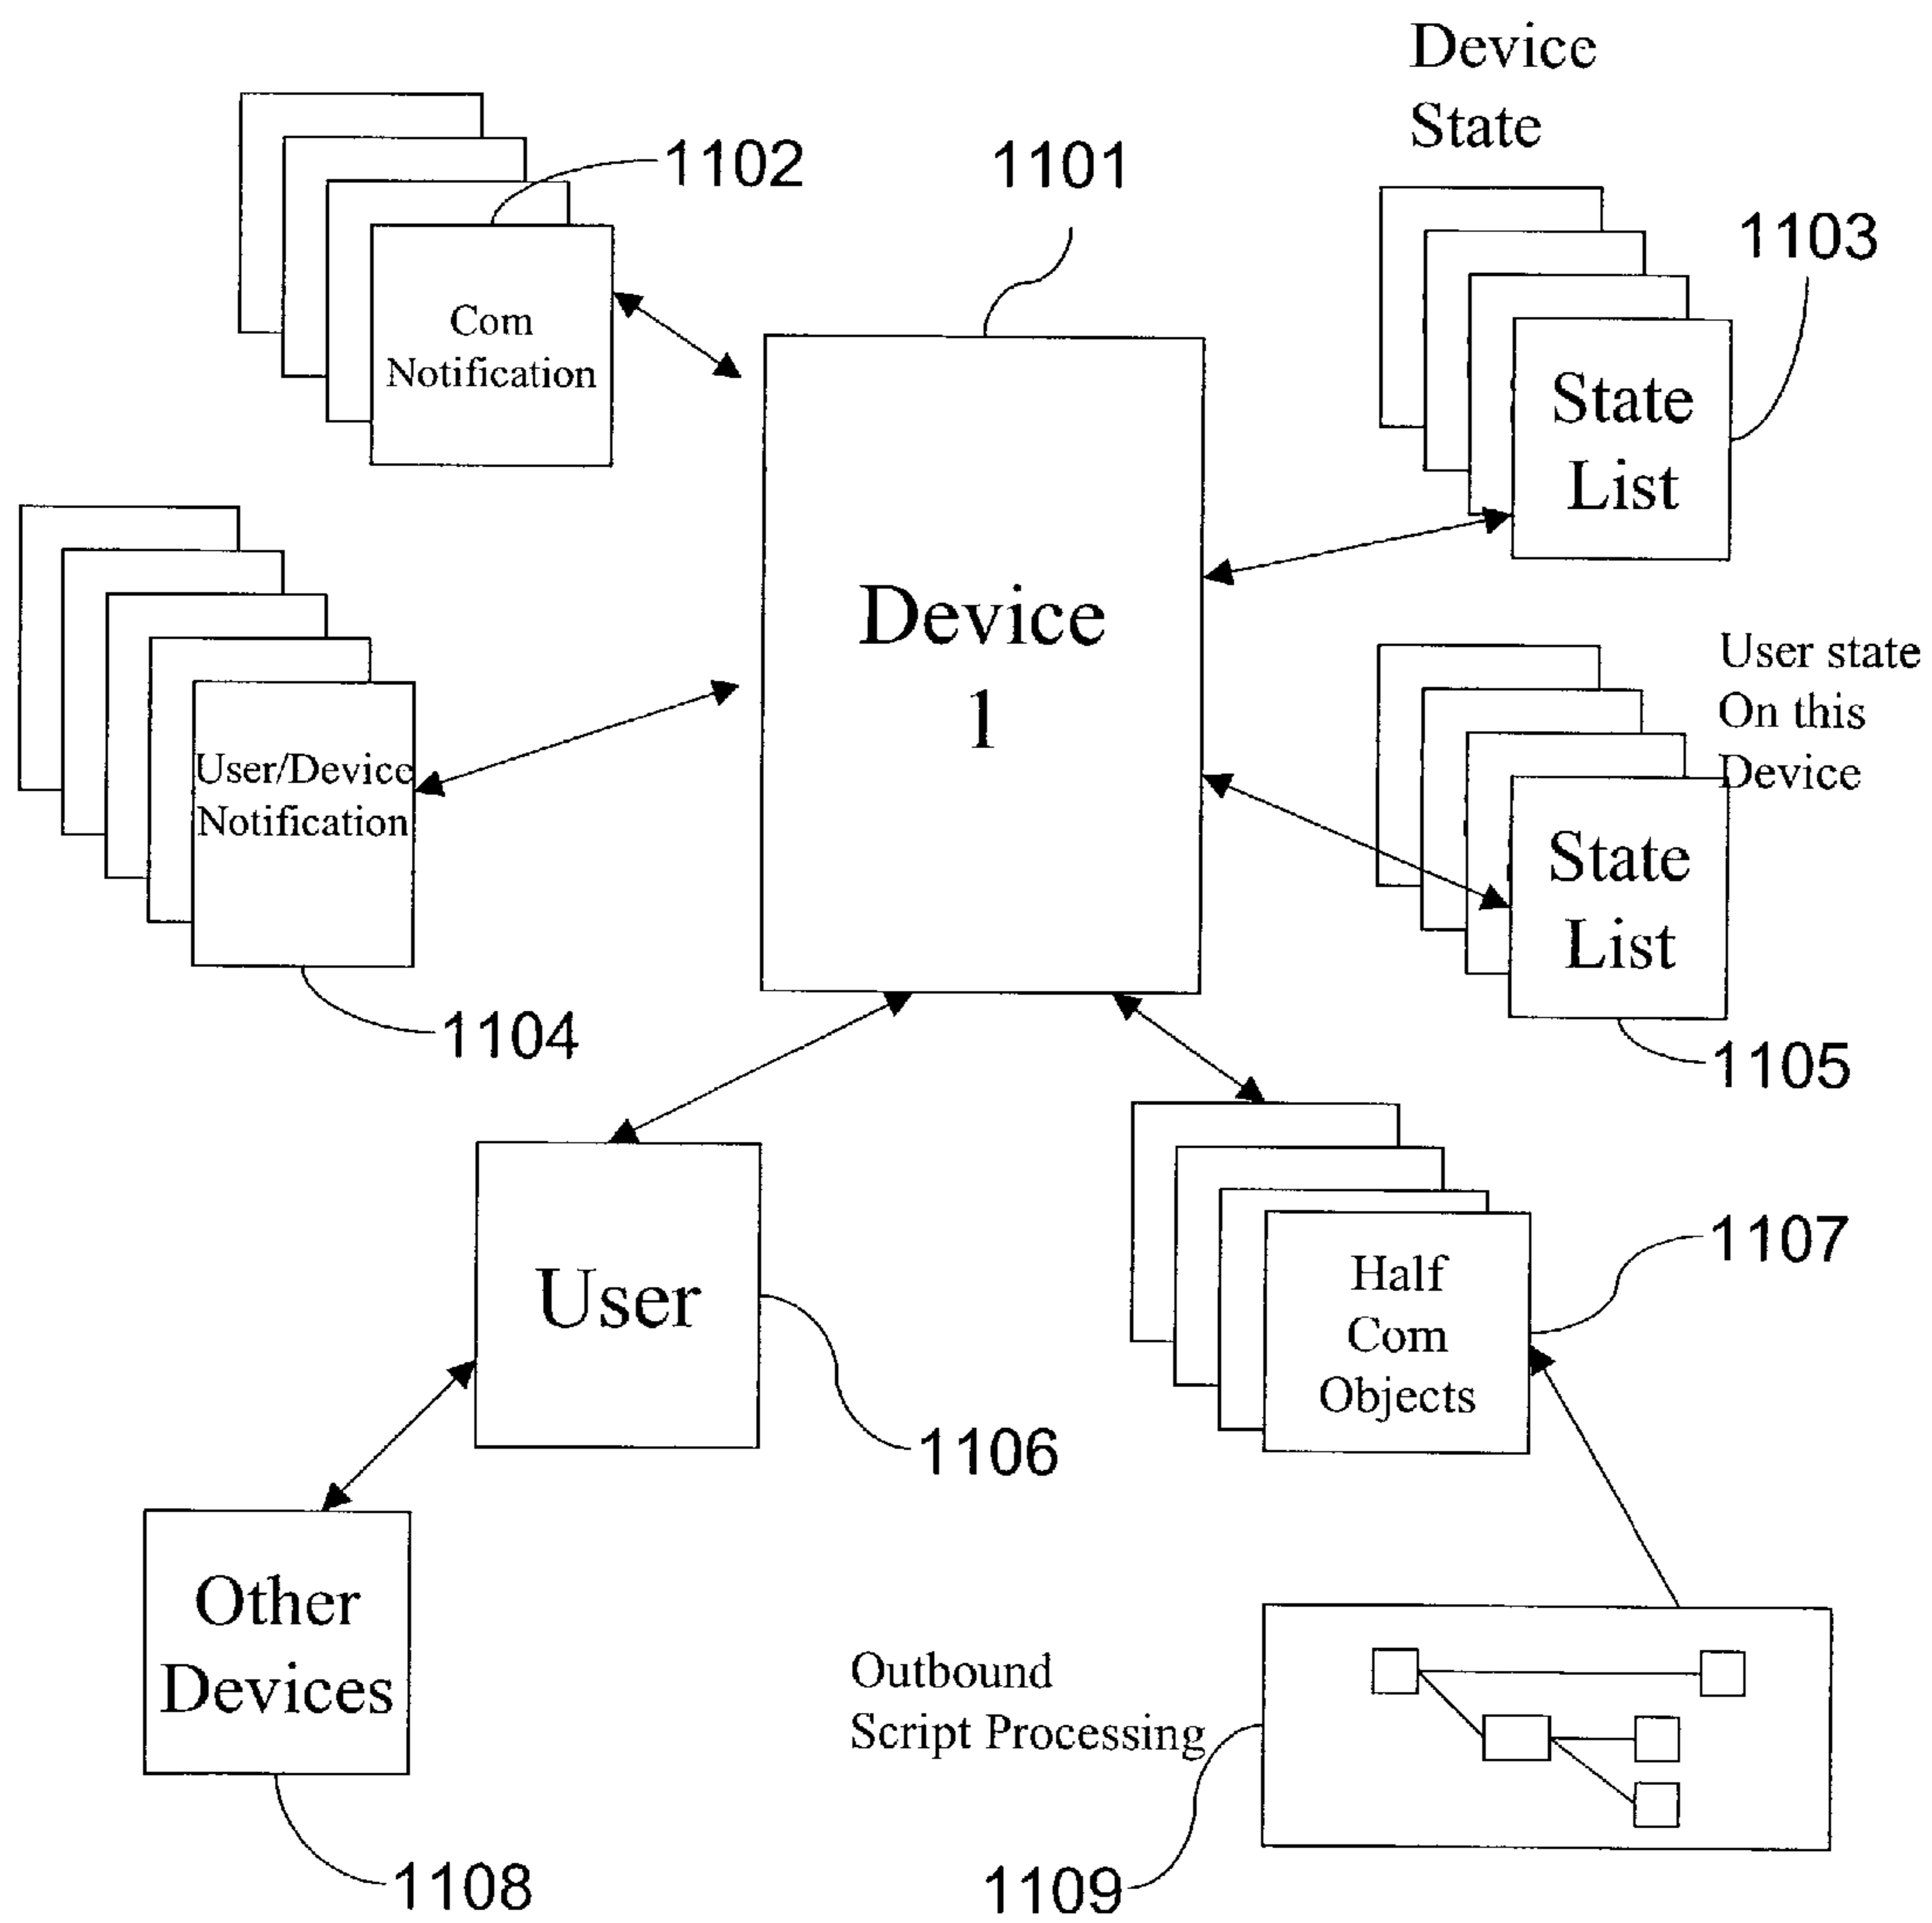 Device
State
1102
1101
1103
Com
Notification
State
List
Device
1
User state
On this
Device
User/Device
Notification
State
List
1104
1105
User
1107
Half
Com
Objects
1106
Other
Devices
Outbound
Script Processing
1108
1109